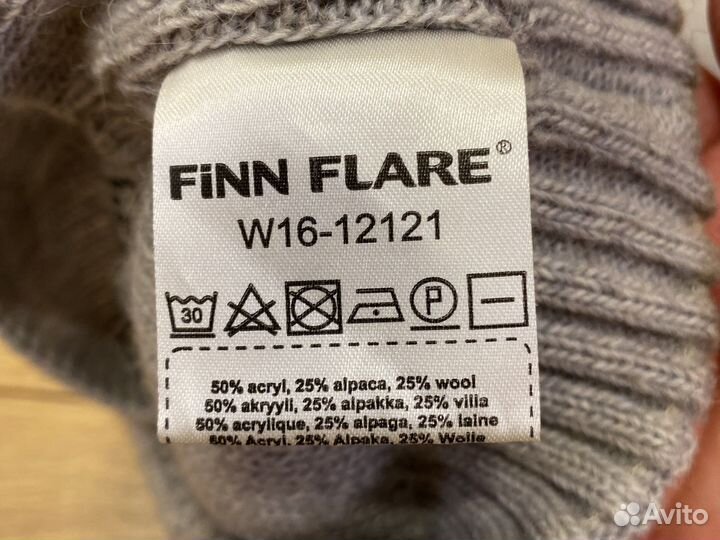 FiNN FLARE®
W16-12121
30 P
50% acryl, 25% alpaca, 25% wool
50% akryyli, 25% alpakka, 25% villa
50% acrylique, 25% alpaga, 25% laine
50% Acryl, 25% Alpaka, 25% Wolle
Avito